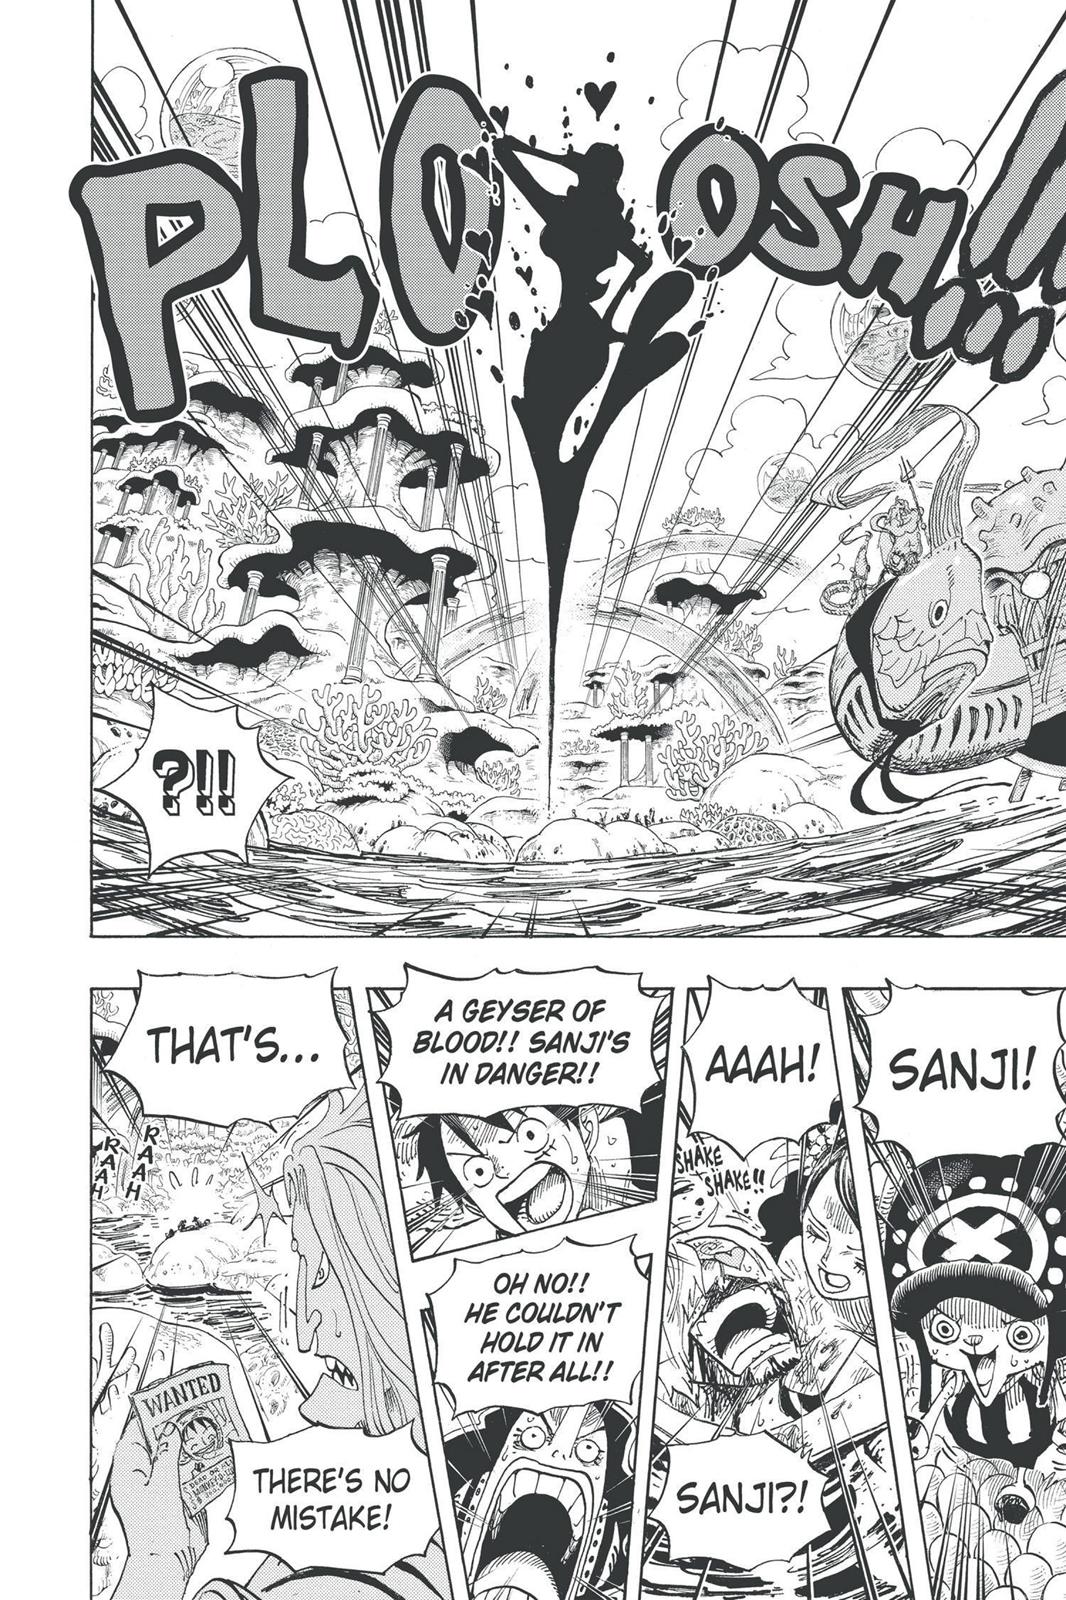 PLOOOSH...!!!
?!!
SANJI!
AAAH!
SHAKE
SHAKE!!
SANJI?!
A GEYSER OF
BLOOD!! SANJI'S
IN DANGER!!
OH NO!!
HE COULDN'T
HOLD IT IN
AFTER ALL!!
THAT'S...
RAAH
RAAH
WANTED
THERE'S NO
MISTAKE!